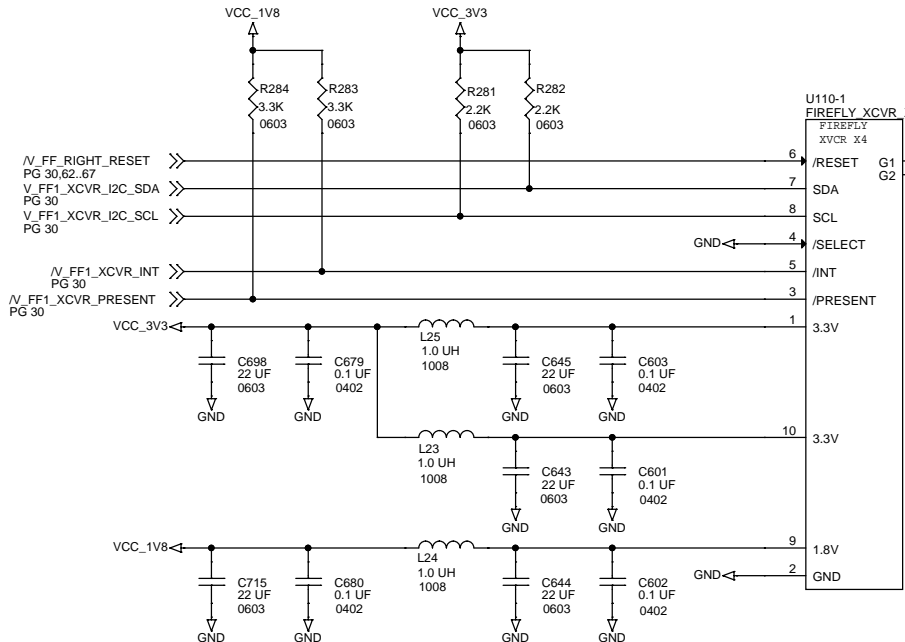 VCC_1V8
VCC_3V3
R284
3.3K
0603
R283
3.3K
0603
R281
2.2K
0603
R282
2.2K
0603
U110-1
FIREFLY_XCVR_
FIREFLY
XVCR X4
/V_FF_RIGHT_RESET
PG 30,62..67
6
/RESET
G1
G2
V_FF1_XCVR_I2C_SDA
PG 30
7
SDA
V_FF1_XCVR_I2C_SCL
PG 30
8
SCL
GND
4
/SELECT
/V_FF1_XCVR_INT
PG 30
5
/INT
/V_FF1_XCVR_PRESENT
PG 30
3
/PRESENT
VCC_3V3
1
3.3V
L25
1.0 UH
1008
C698
22 UF
0603
GND
C679
0.1 UF
0402
GND
C645
22 UF
0603
GND
C603
0.1 UF
0402
GND
10
3.3V
L23
1.0 UH
1008
C643
22 UF
0603
GND
C601
0.1 UF
0402
GND
VCC_1V8
9
1.8V
L24
1.0 UH
1008
GND
2
GND
C715
22 UF
0603
GND
C680
0.1 UF
0402
GND
C644
22 UF
0603
GND
C602
0.1 UF
0402
GND